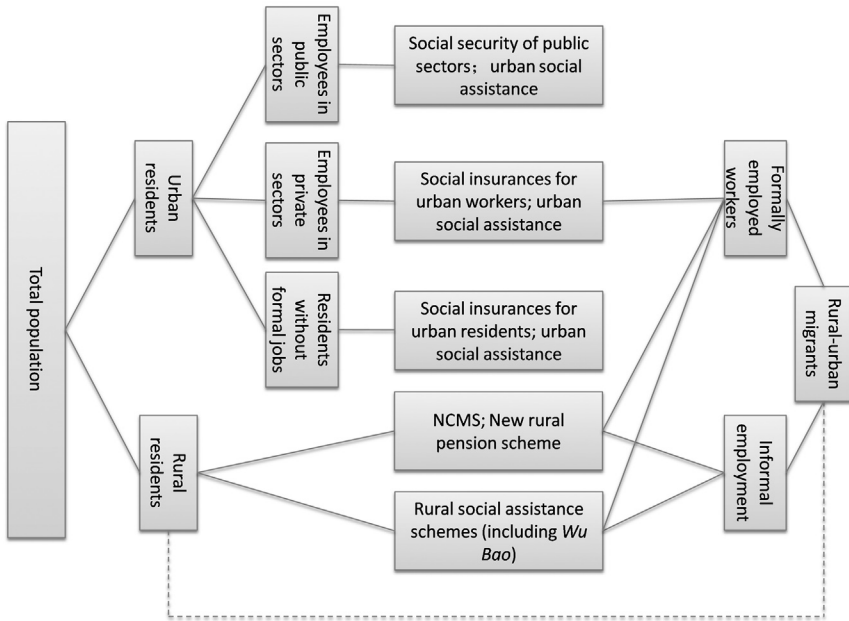 Total population
Urban
residents
Rural
residents
Employees in
public
sectors
Employees in
private
sectors
Residents
without
formal jobs
Social security of public
sectors； urban social
assistance
Social insurances for
urban workers; urban
social assistance
Social insurances for
urban residents; urban
social assistance
NCMS; New rural
pension scheme
Rural social assistance
schemes (including Wu
Bao)
Formally
employed
workers
Informal
employment
Rural-urban
migrants